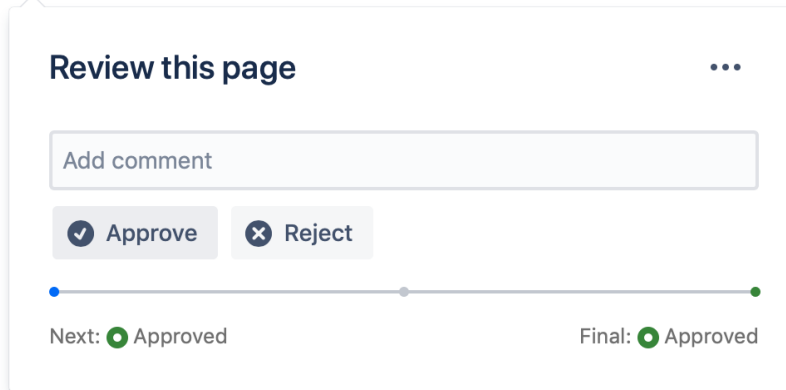 Review this page
Add comment
Approve Reject
Next: Approved Final: Approved